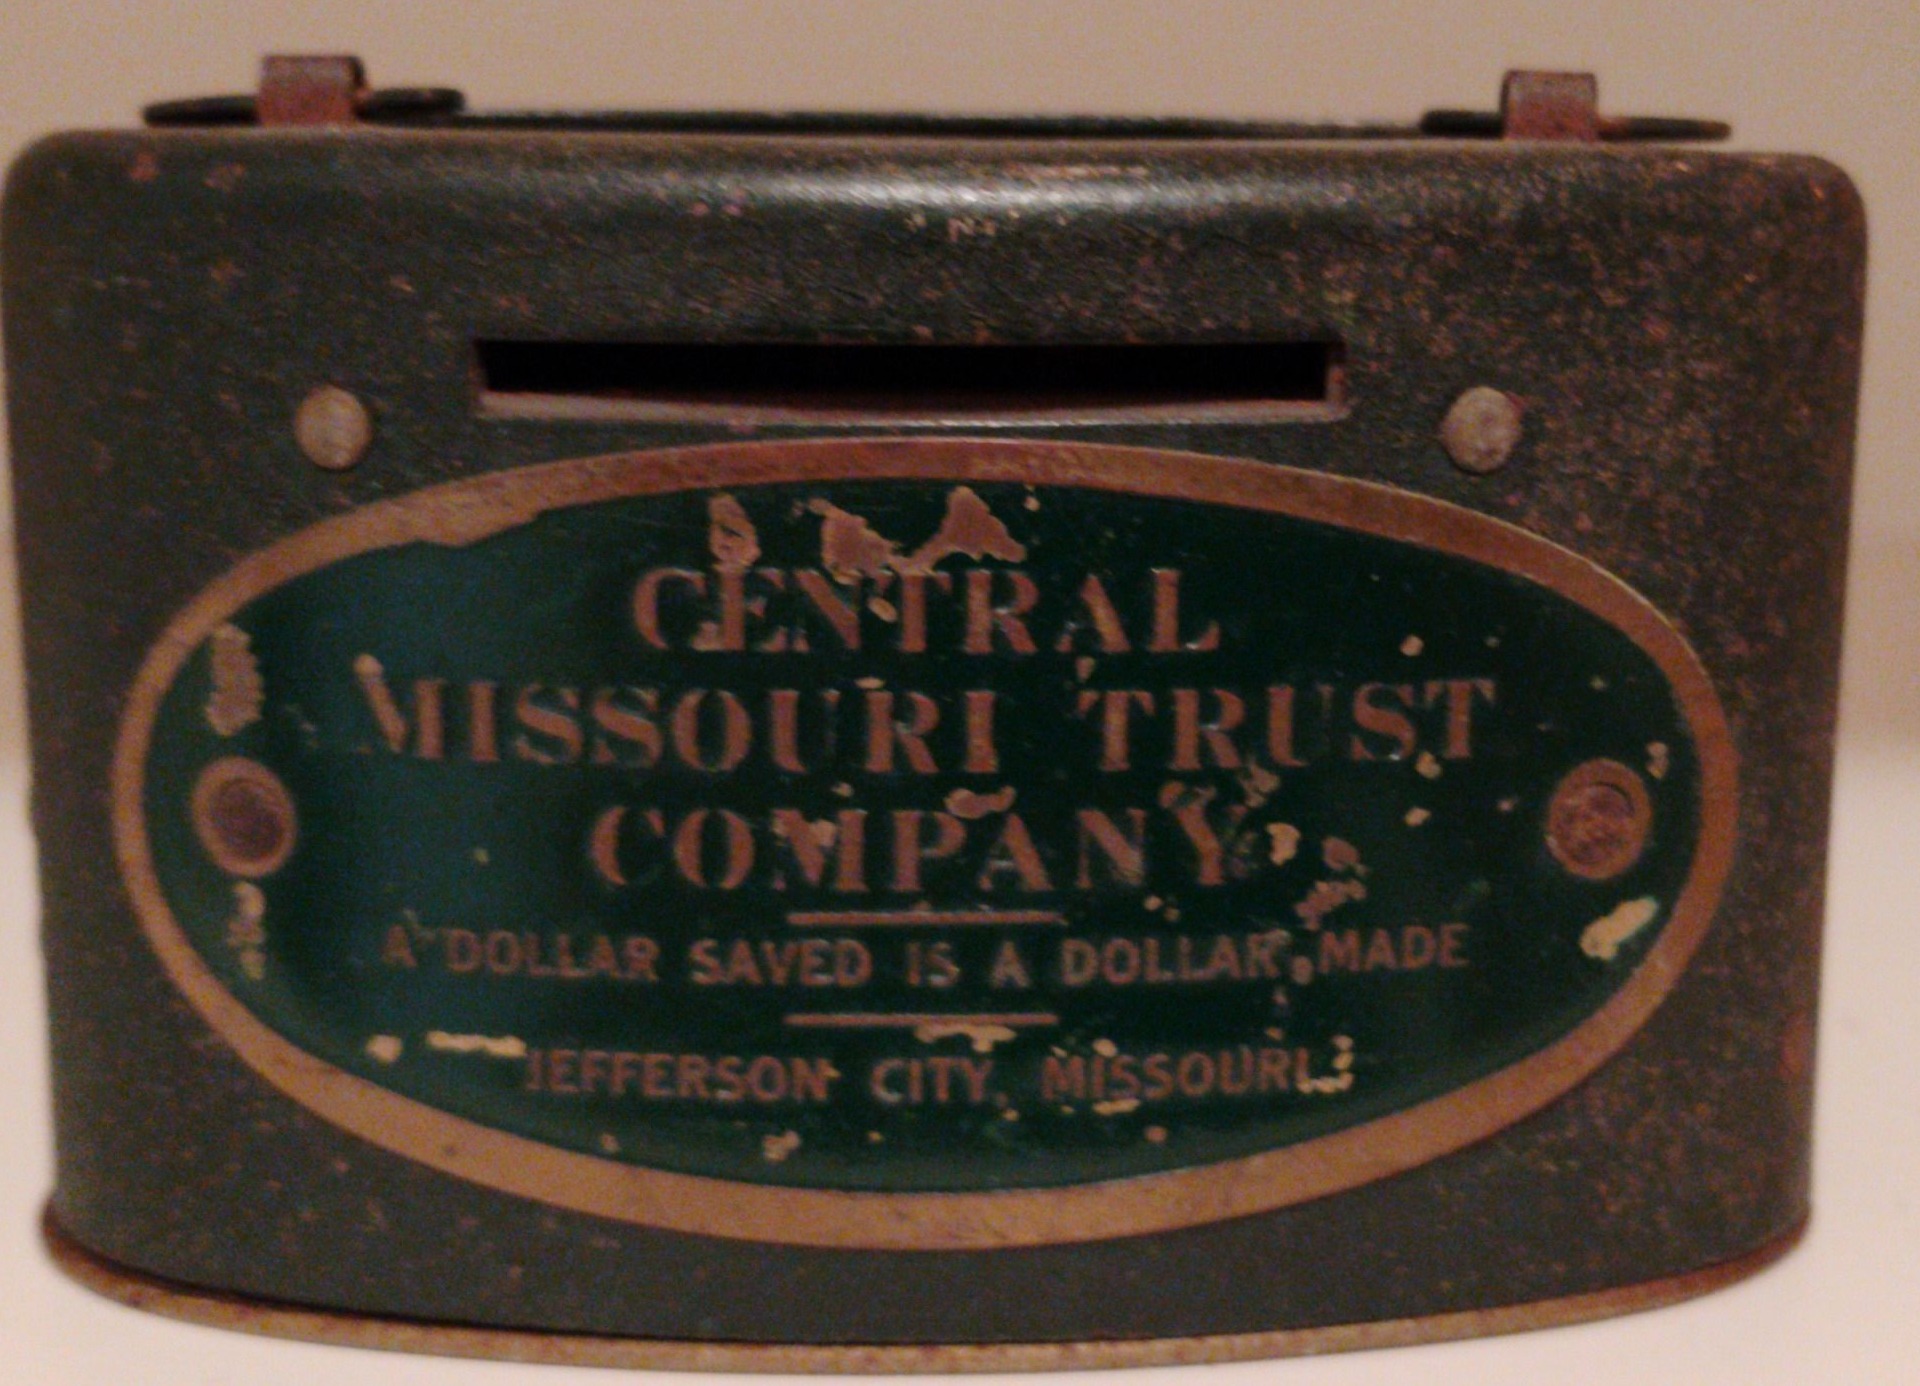 CENTRAL
MISSOURI TRUST
COMPANY
A DOLLAR SAVED IS A DOLLAR MADE
JEFFERSON CITY, MISSOURI.